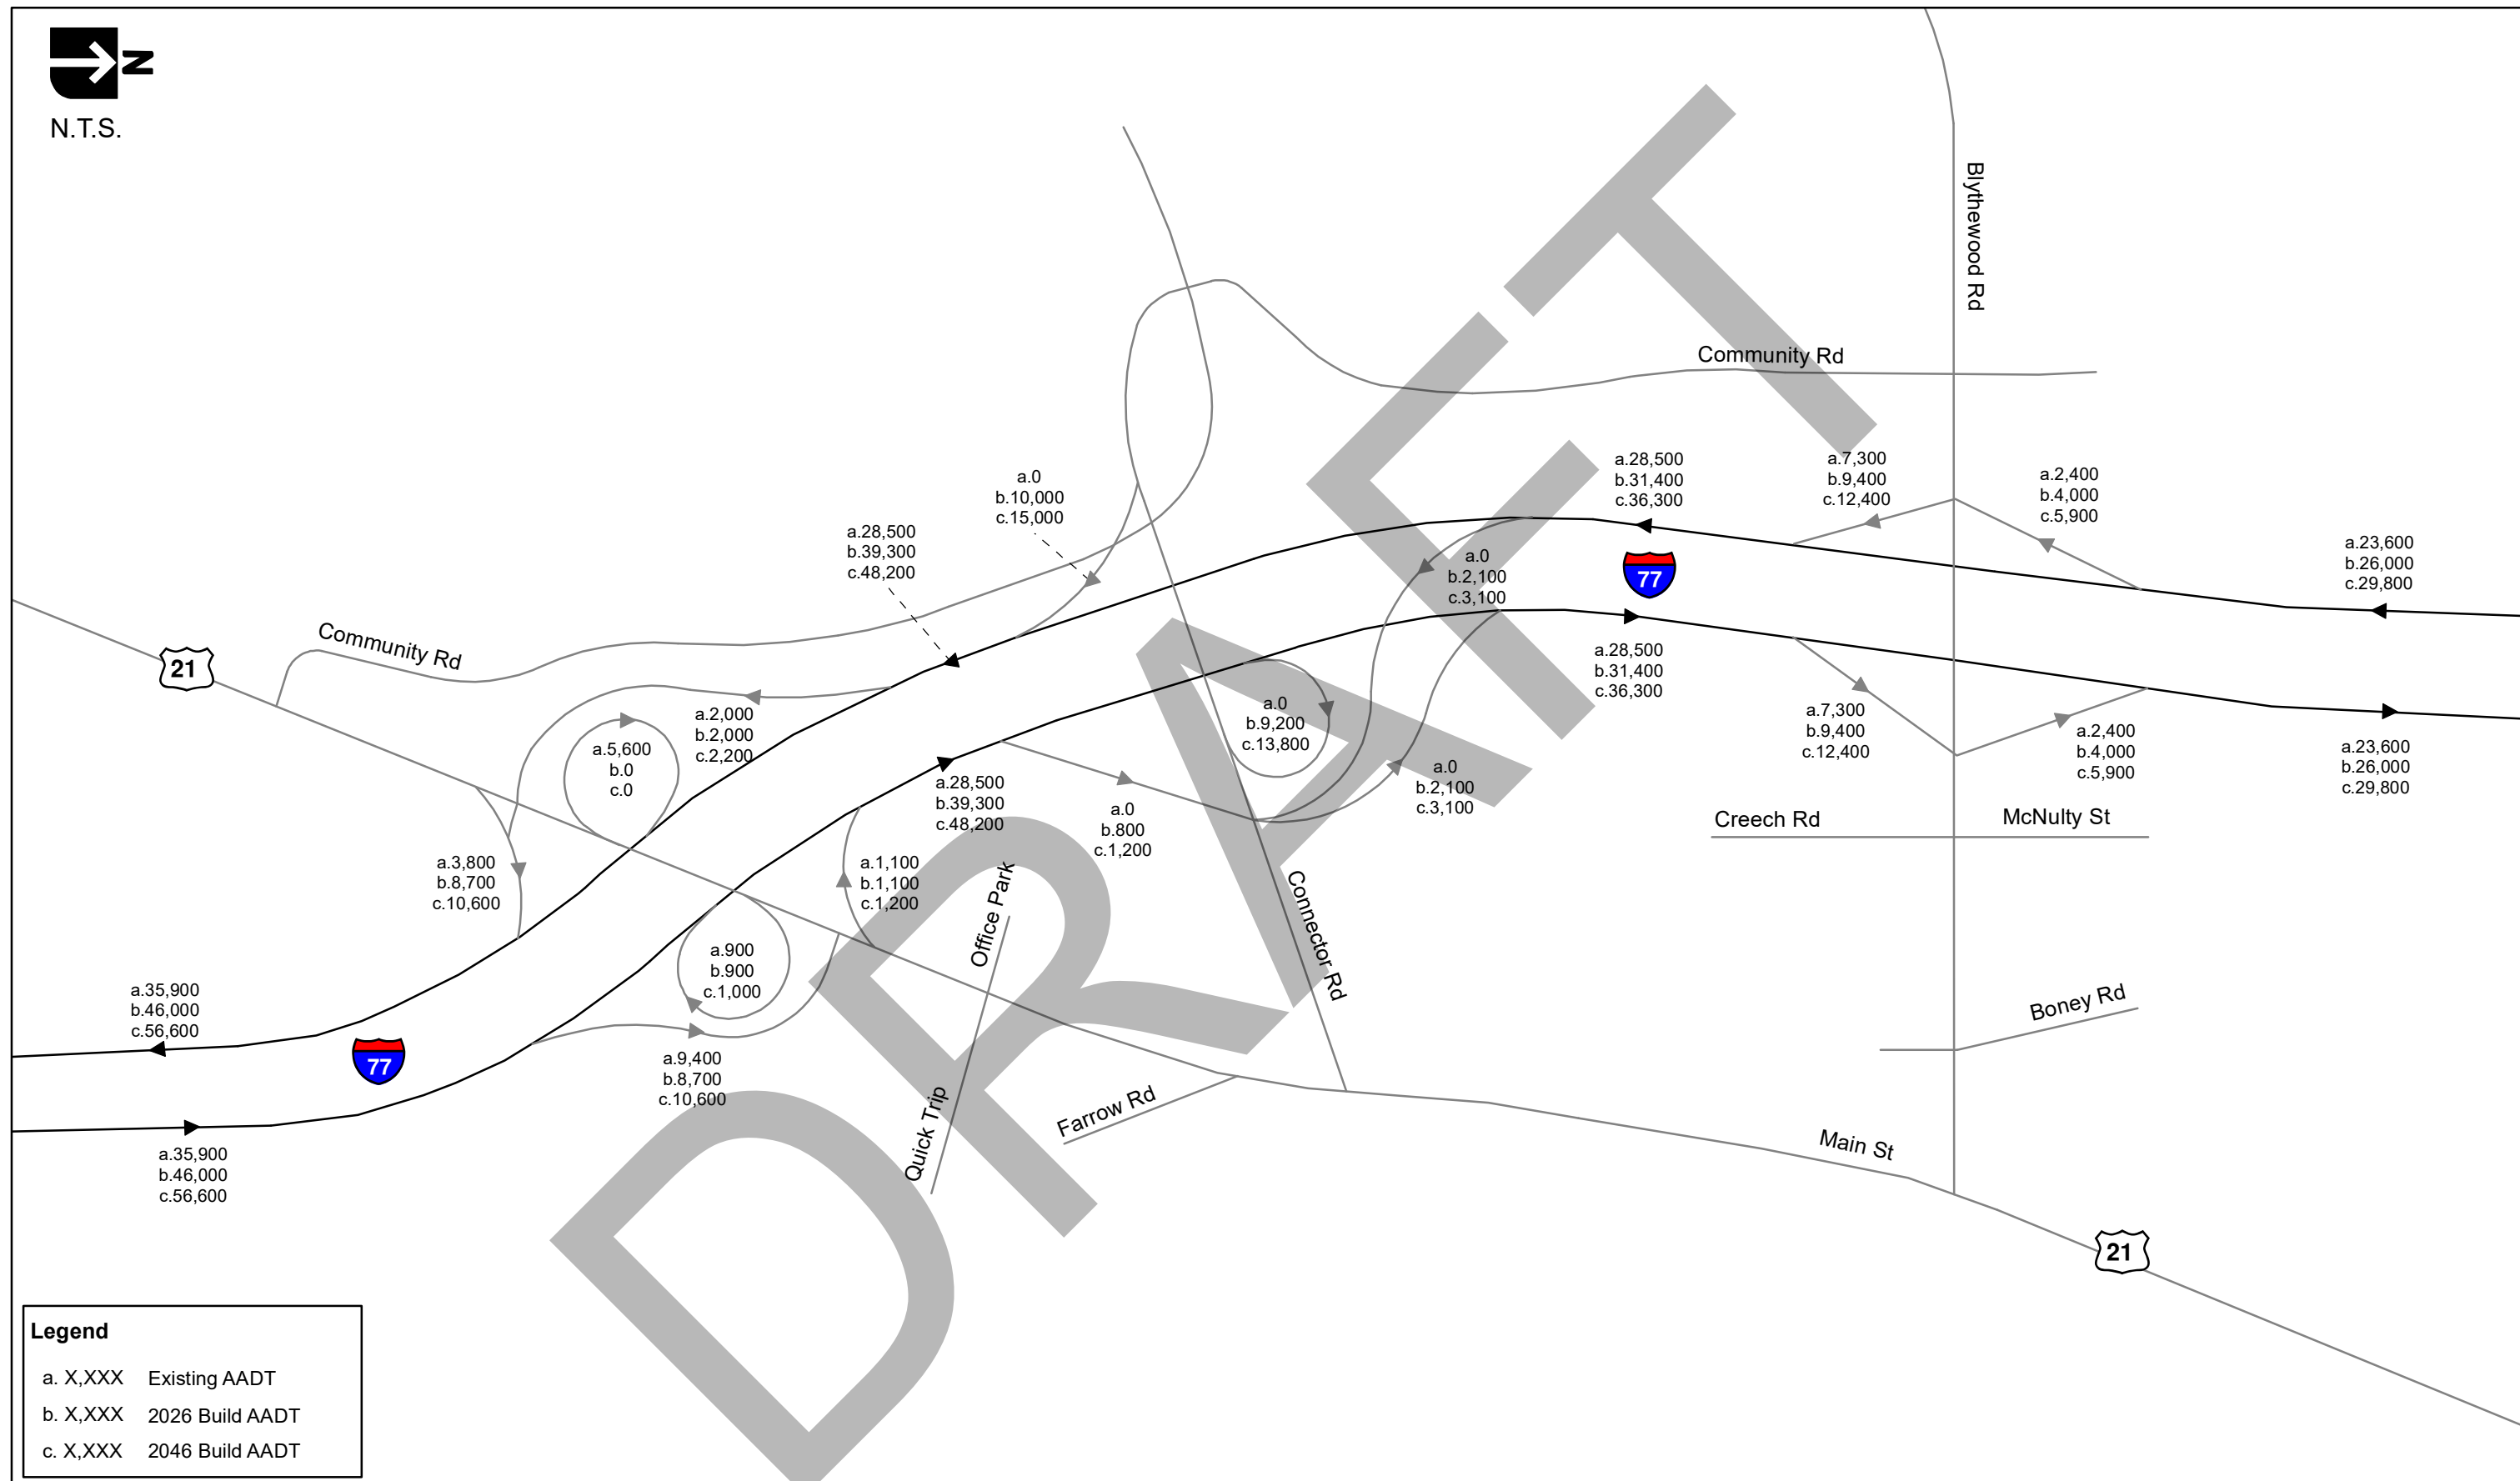 N
N.T.S.
Blythewood Rd
Community Rd
a.28,500
b.31,400
c.36,300
a.7,300
b.9,400
c.12,400
a.2,400
b.4,000
c.5,900
a.0
b.10,000
c.15,000
a.28,500
b.39,300
c.48,200
a.23,600
b.26,000
c.29,800
a.0
b.2,100
c.3,100
77
Community Rd
21
a.28,500
b.31,400
c.36,300
a.2,000
b.2,000
c.2,200
a.0
b.9,200
c.13,800
a.7,300
b.9,400
c.12,400
a.5,600
b.0
c.0
a.2,400
b.4,000
c.5,900
a.23,600
b.26,000
c.29,800
a.28,500
b.39,300
c.48,200
a.0
b.2,100
c.3,100
a.0
b.800
c.1,200
Creech Rd
McNulty St
a.3,800
b.8,700
c.10,600
a.1,100
b.1,100
c.1,200
Office Park
Connector Rd
a.900
b.900
c.1,000
a.35,900
b.46,000
c.56,600
Boney Rd
77
a.9,400
b.8,700
c.10,600
Quick Trip
Farrow Rd
Main St
a.35,900
b.46,000
c.56,600
21
DRAFT
Legend
a. X,XXX Existing AADT
b. X,XXX 2026 Build AADT
c. X,XXX 2046 Build AADT